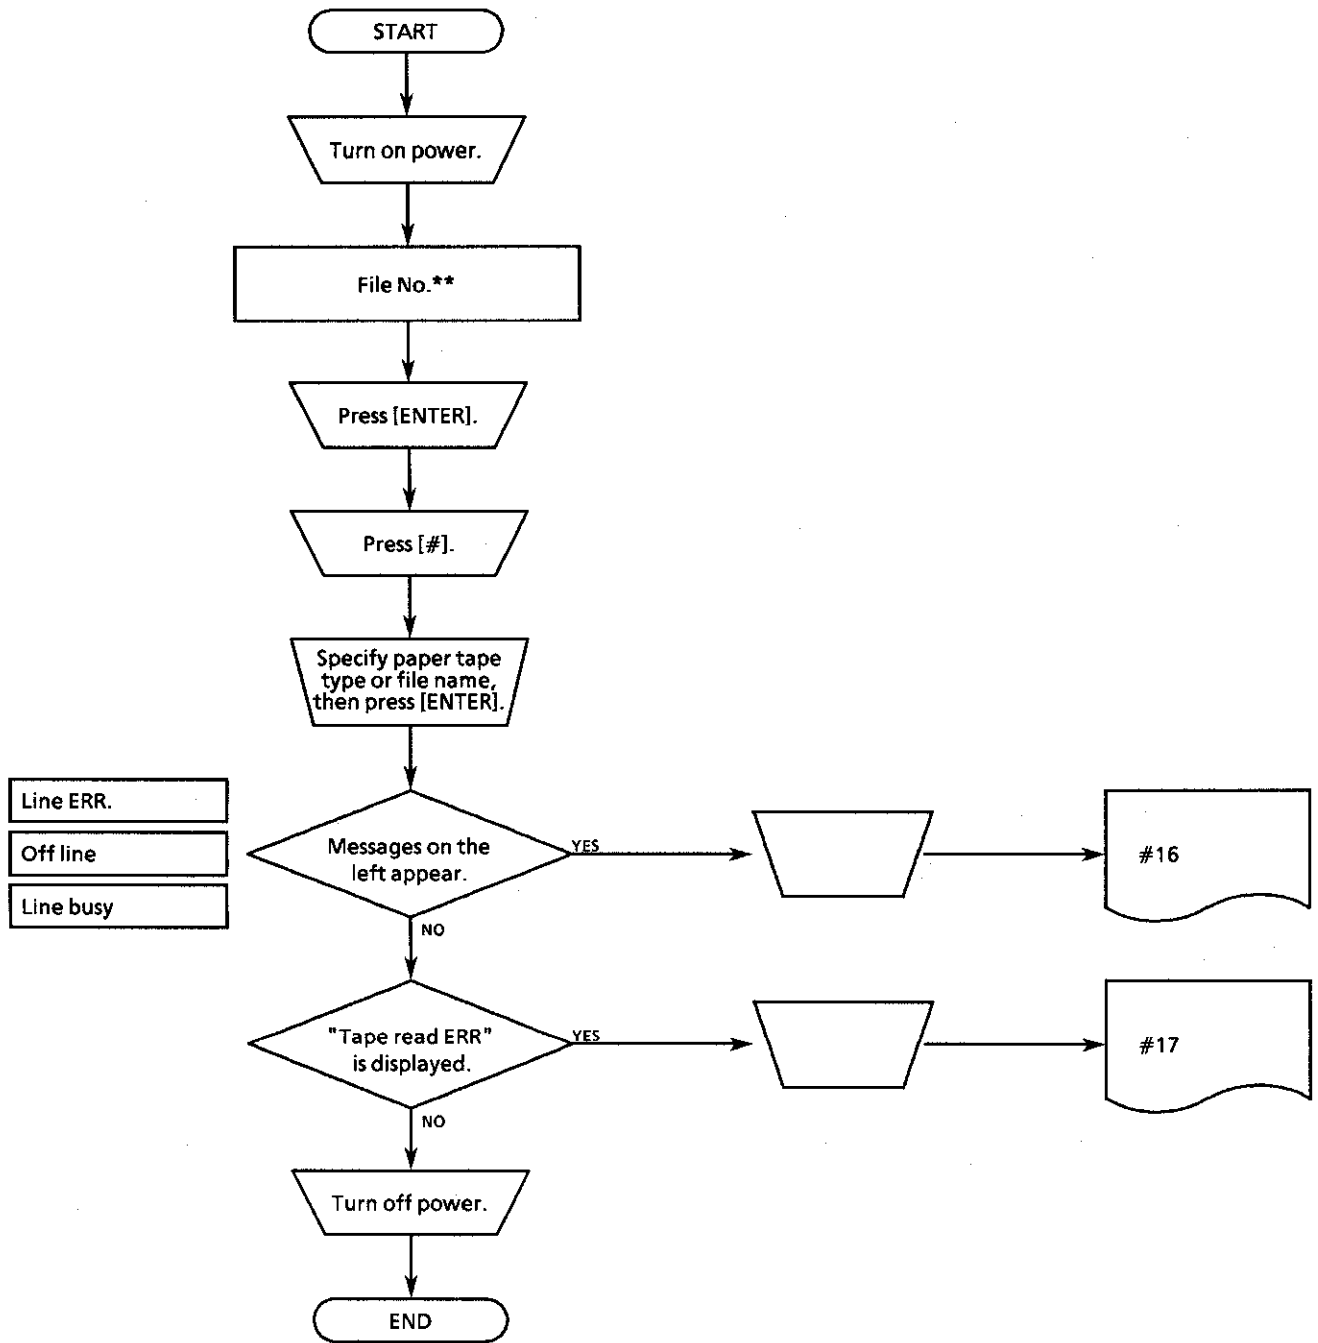 START
Turn on power.
File No.**
Press [ENTER].
Press [#].
Specify paper tape
type or file name,
then press [ENTER].
Line ERR.
Off line
Line busy
Messages on the
left appear.
YES
#16
NO
"Tape read ERR"
is displayed.
YES
#17
NO
Turn off power.
END